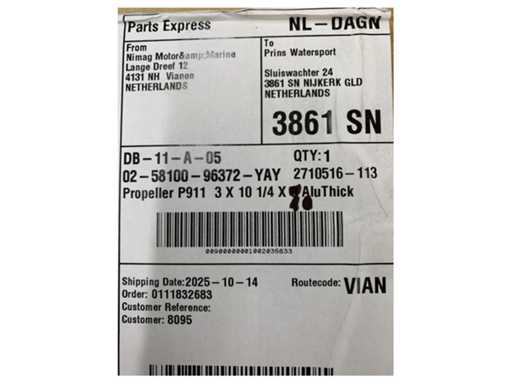 Parts Express NL-DAGN
From
Nimag Motor&amp;Marine
Lange Dreef 12
4131 NH Vianen
NETHERLANDS
To
Prins Watersport
Sluiswachter 24
3861 SN NIJKERK GLD
NETHERLANDS
3861 SN
DB-11-A-05 QTY:1
02-58100-96372-YAY 2710516-113
Propeller P911 3 X 10 1/4 X AluThick
10
00900000001002035633
Shipping Date:2025-10-14 Routecode: VIAN
Order: 0111832683
Customer Reference:
Customer: 8095